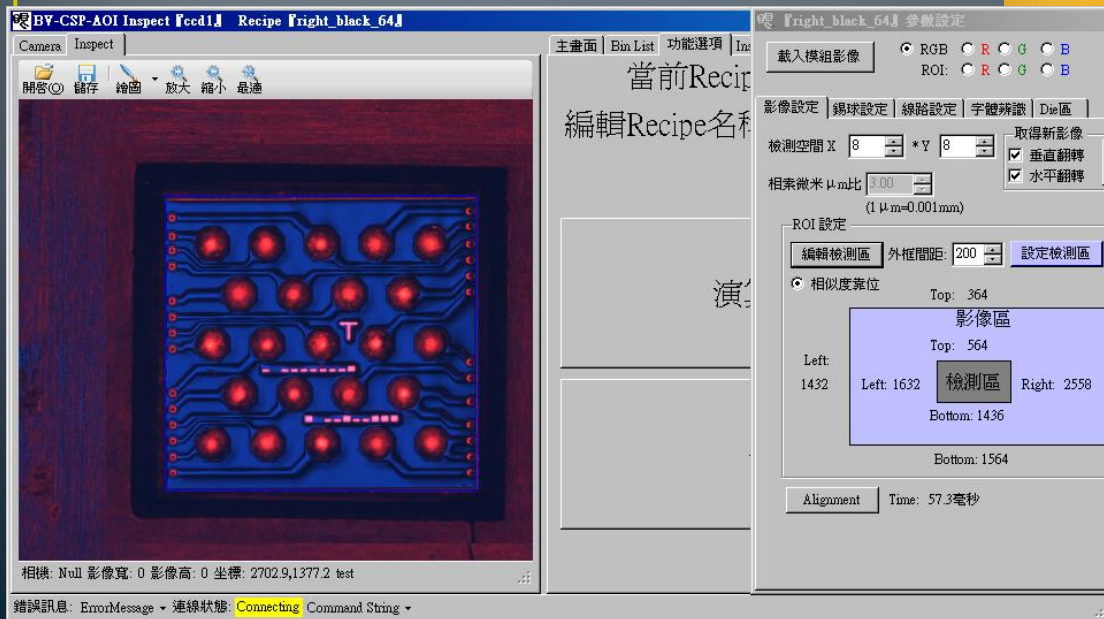 BV-CSP-AOI Inspect『ccd1』 Recipe『right_black_64』
Camera Inspect
開啓(O) 儲存 繪圖 放大 縮小 最適
T
相機: Null 影像寬: 0 影像高: 0 坐標: 2702.9,1377.2 test
錯誤訊息: ErrorMessage 連線狀態: Connecting Command String
主畫面 Bin List 功能選項 Ins
當前Recip
編輯Recipe名稱
演
『right_black_64』參數設定
載入模組影像
RGB R G B
ROI: R G B
影像設定 錫球設定 線路設定 字體辨識 Die區
檢測空間 X 8 * Y 8
取得新影像
垂直翻轉
水平翻轉
相素微米μm比 3.00
(1μm=0.001mm)
ROI 設定
編輯檢測區 外框間距: 200 設定檢測區
相似度靠位
Top: 364
影像區
Top: 564
Left: 1432
Left: 1632 檢測區 Right: 2558
Bottom: 1436
Bottom: 1564
Alignment Time: 57.3毫秒